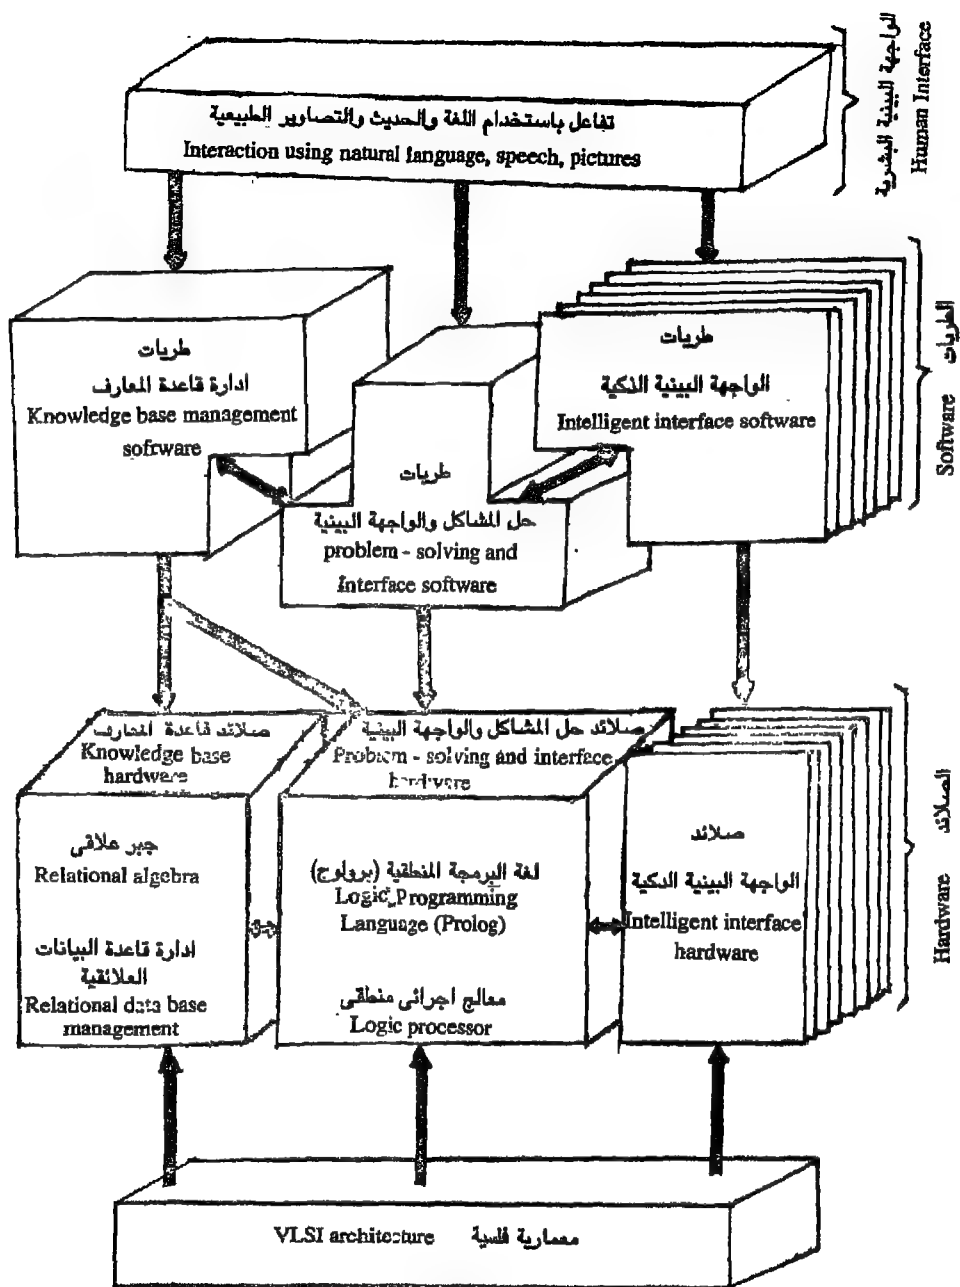 الواجهة البينية البشرية
Human Interface
تفاعل باستخدام اللغة والحديث والتصاوير الطبيعية
Interaction using natural language, speech, pictures
طريات
ادارة قاعدة المعارف
Knowledge base management
software
طريات
حل المشاكل والواجهة البينية
problem - solving and
Interface software
طريات
الواجهة البينية الذكية
Intelligent interface software
الطريات
Software
صلائد قاعدة المعارف
Knowledge base
hardware
جبر علاقى
Relational algebra
ادارة قاعدة البيانات
العلائقية
Relational data base
management
صلائد حل المشاكل والواجهة البينية
Problem - solving and interface
hardware
لغة البرمجة المنطقية (برولوج)
Logic Programming
Language (Prolog)
معالج اجرائى منطقى
Logic processor
صلائد
الواجهة البينية الذكية
Intelligent interface
hardware
الصلائد
Hardware
VLSI architecture معمارية فلسية